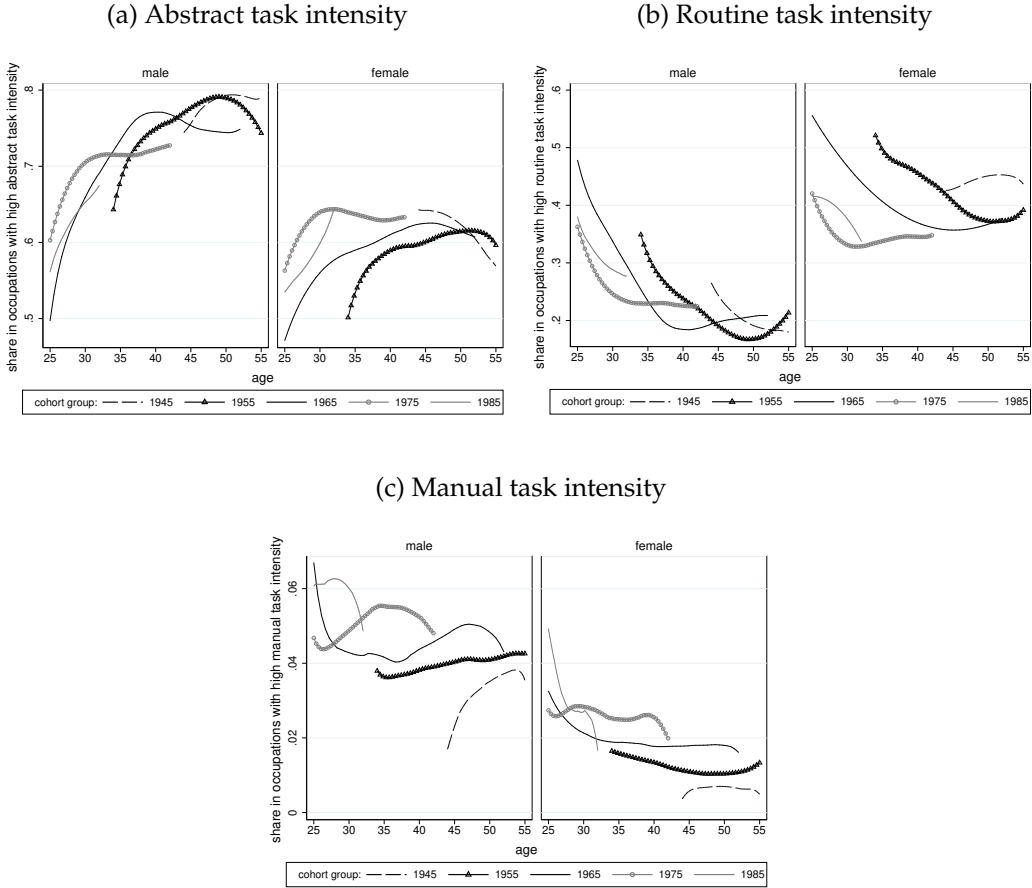 (a) Abstract task intensity
male
female
share in occupations with high abstract task intensity
.8
.7
.6
.5
25 30 35 40 45 50 55 25 30 35 40 45 50 55
age
cohort group: 1945 1955 1965 1975 1985
(b) Routine task intensity
male
female
share in occupations with high routine task intensity
.6
.5
.4
.3
.2
25 30 35 40 45 50 55 25 30 35 40 45 50 55
age
cohort group: 1945 1955 1965 1975 1985
(c) Manual task intensity
male
female
share in occupations with high manual task intensity
.06
.04
.02
0
25 30 35 40 45 50 55 25 30 35 40 45 50 55
age
cohort group: 1945 1955 1965 1975 1985